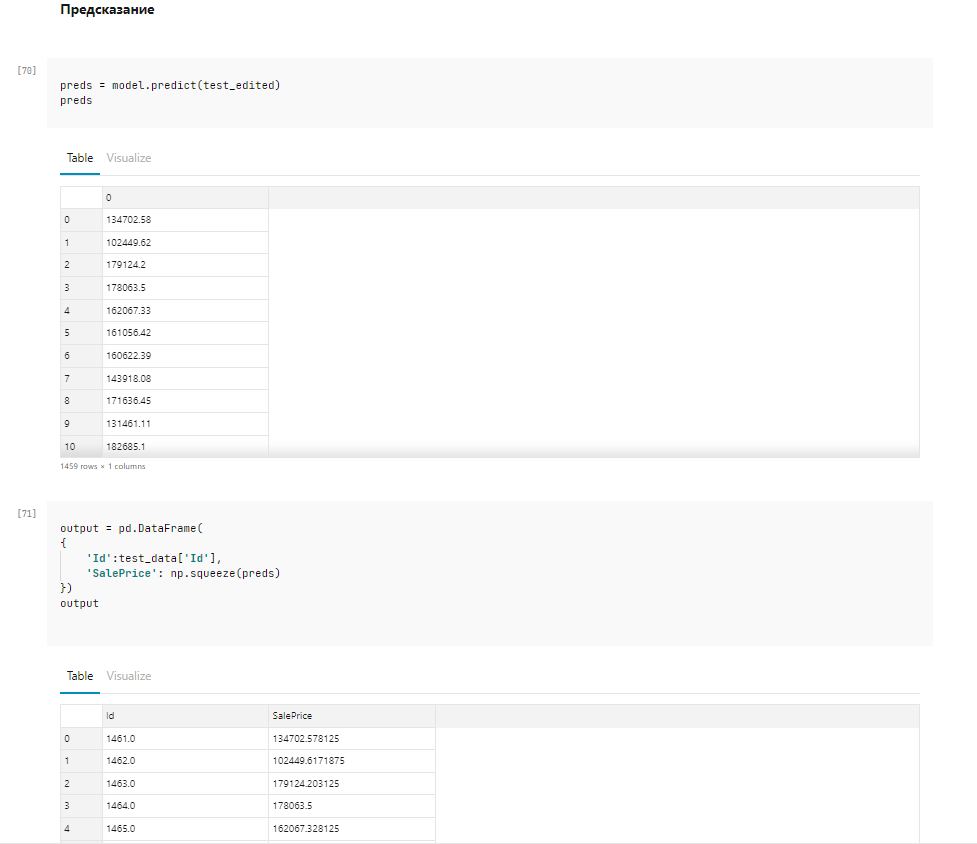 Предсказание
[70]
preds = model.predict(test_edited)
preds
Table Visualize
0
0 134702.58
1 102449.62
2 179124.2
3 178063.5
4 162067.33
5 161056.42
6 160622.39
7 143918.08
8 171636.45
9 131461.11
10 182685.1
1459 rows × 1 columns
[71]
output = pd.DataFrame(
{
'Id':test_data['Id'],
'SalePrice': np.squeeze(preds)
})
output
Table Visualize
Id SalePrice
0 1461.0 134702.578125
1 1462.0 102449.6171875
2 1463.0 179124.203125
3 1464.0 178063.5
4 1465.0 162067.328125